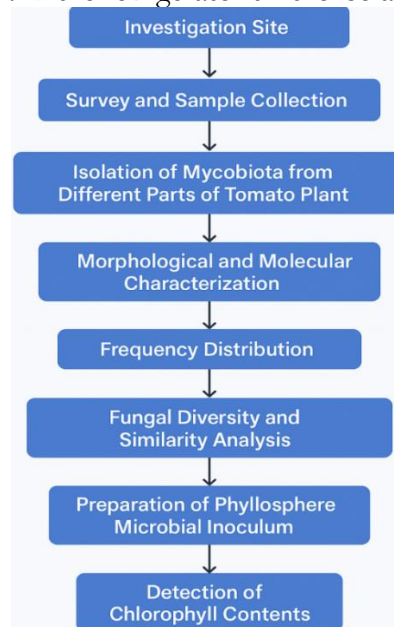 Investigation Site
Survey and Sample Collection
Isolation of Mycobiota from
Different Parts of Tomato Plant
Morphological and Molecular
Characterization
Frequency Distribution
Fungal Diversity and
Similarity Analysis
Preparation of Phyllosphere
Microbial Inoculum
Detection of
Chlorophyll Contents